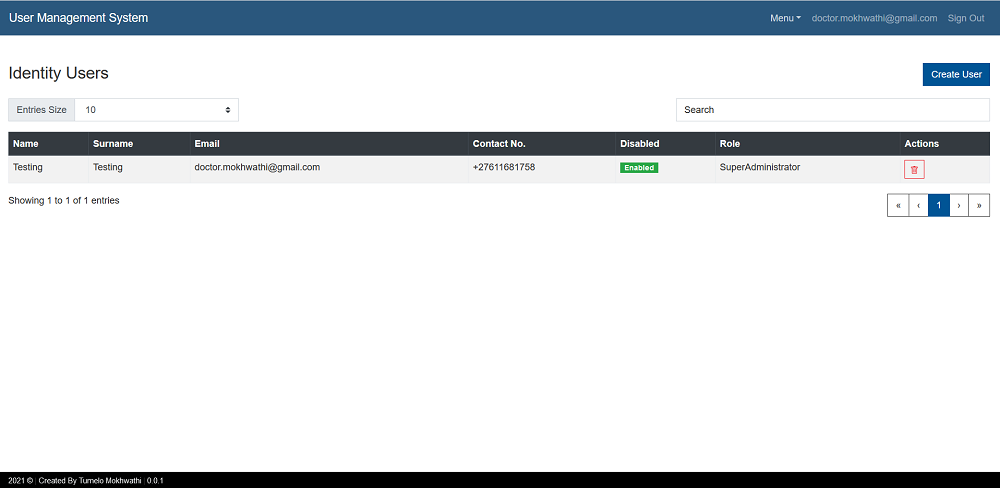 User Management System Menu doctor.mokhwathi@gmail.com Sign Out
Identity Users Create User
Entries Size 10 Search
Name Surname Email Contact No. Disabled Role Actions
Testing Testing doctor.mokhwathi@gmail.com +27611681758 Enabled SuperAdministrator
Showing 1 to 1 of 1 entries « ‹ 1 › »
2021 © | Created By Tumelo Mokhwathi | 0.0.1